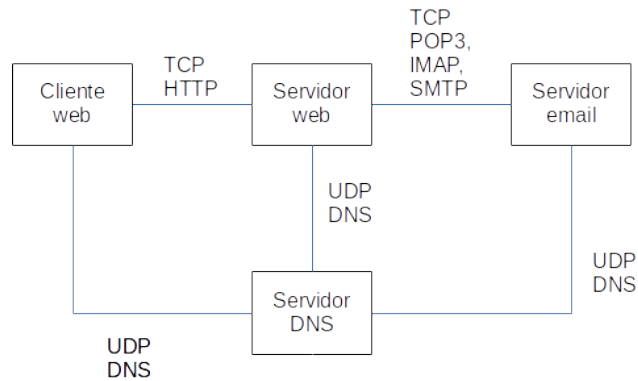 TCP
POP3,
IMAP,
SMTP
TCP
HTTP
Cliente
web
Servidor
web
Servidor
email
UDP
DNS
UDP
DNS
Servidor
DNS
UDP
DNS